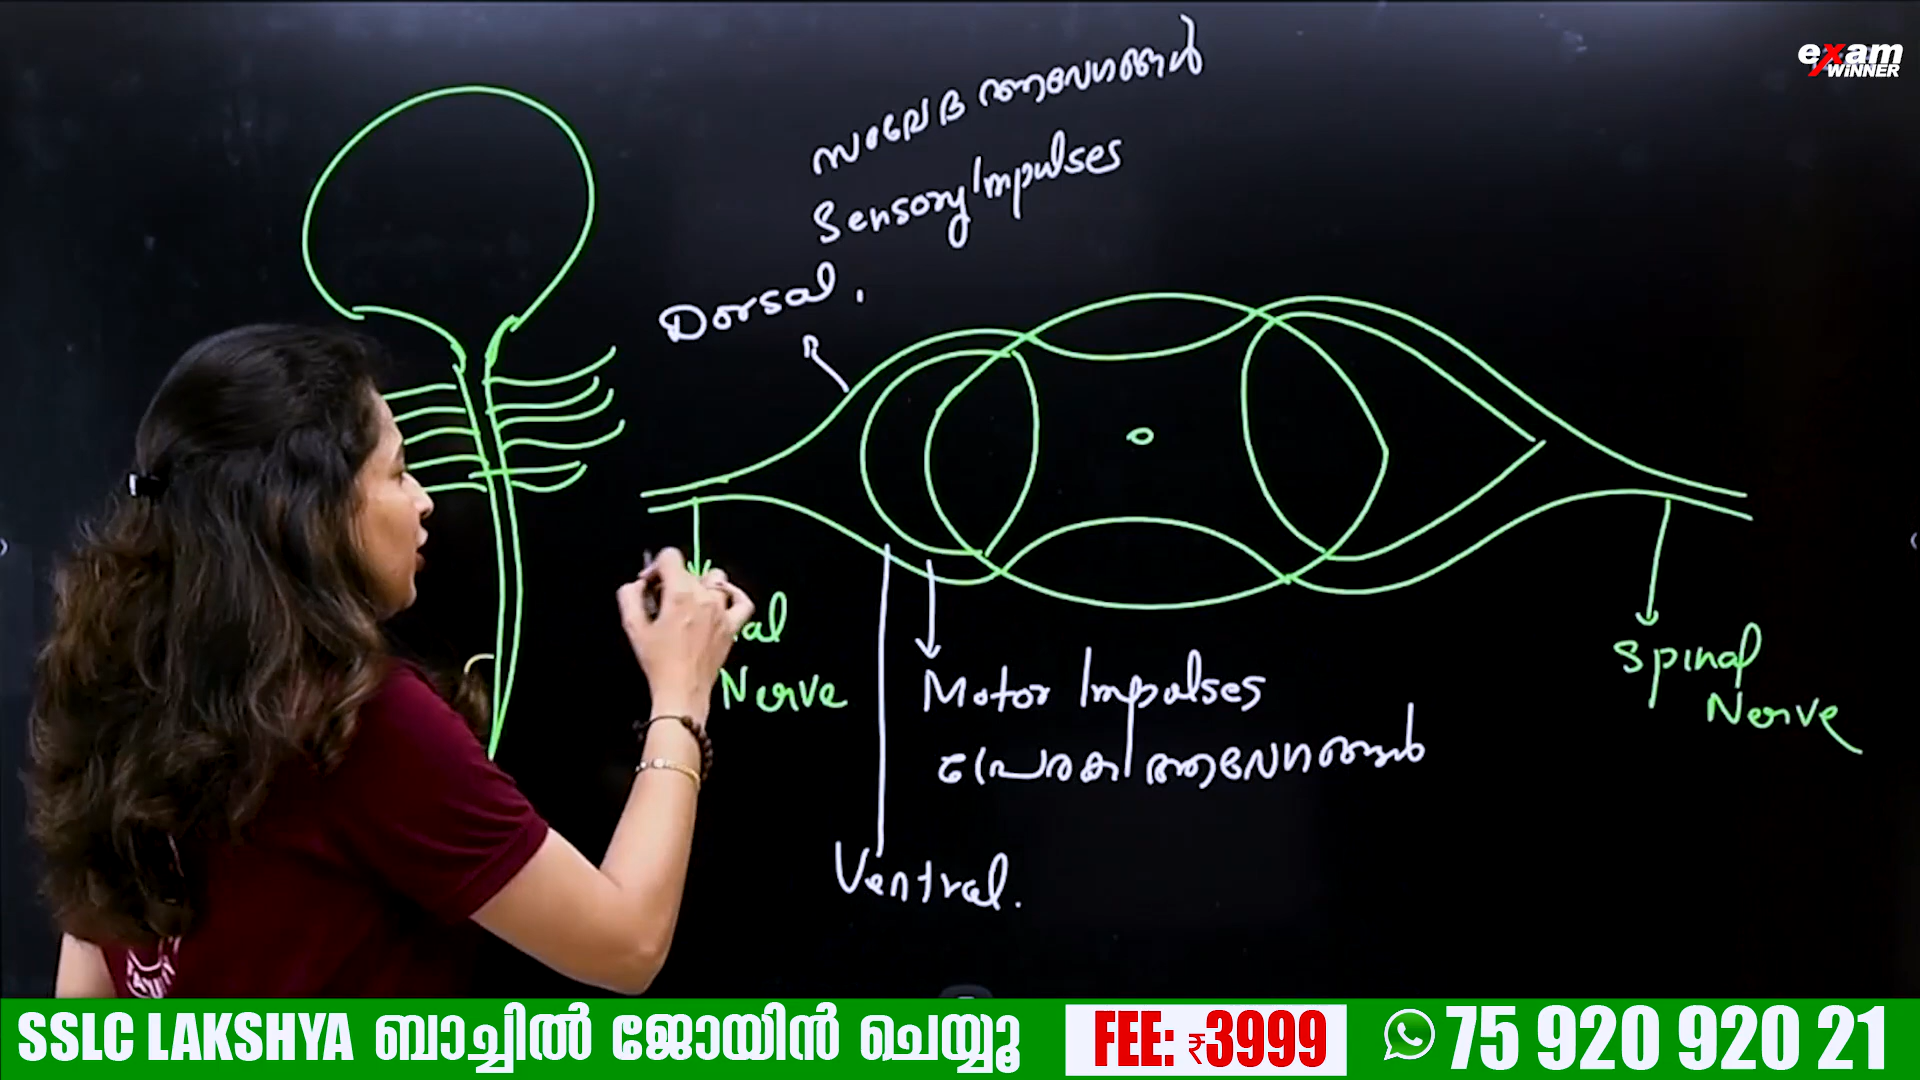 exam
WINNER
സംവേദ ആവേഗങ്ങൾ
Sensory Impulses
Dorsal.
Spinal
Nerve
al
Nerve
Motor Impulses
പ്രേരക ആവേഗങ്ങൾ
Ventral.
SSLC LAKSHYA ബാച്ചിൽ ജോയിൻ ചെയ്യൂ
FEE: ₹3999
75 920 920 21